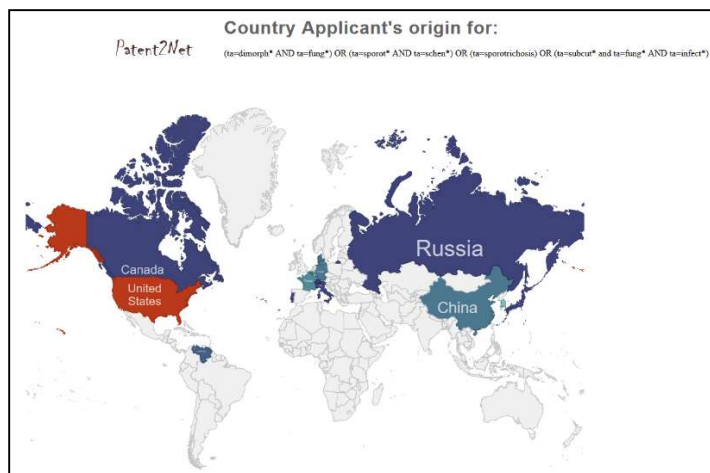 Country Applicant's origin for:
Patent2Net
(ta=dimorph* AND ta=fung*) OR (ta=sporot* AND ta=schen*) OR (ta=sporotrichosis) OR (ta=subcut* and ta=fung* AND ta=infect*)
Russia
Canada
United
States
China